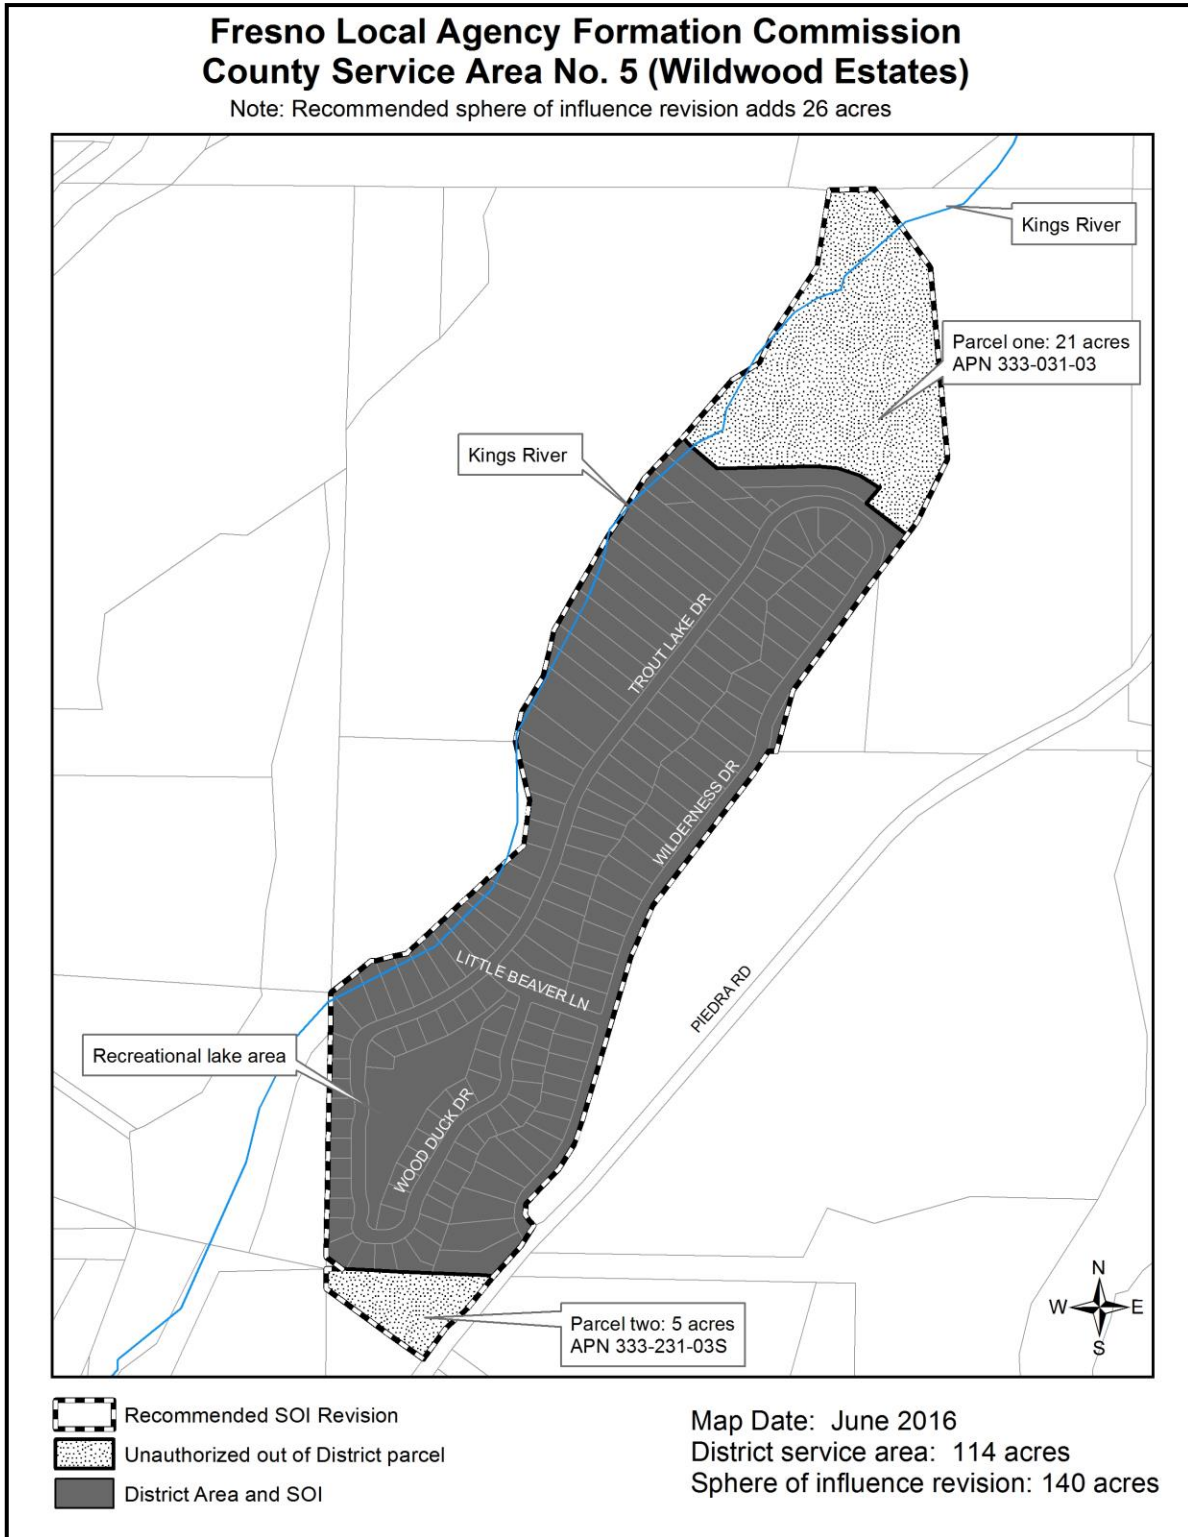 Fresno Local Agency Formation Commission
County Service Area No. 5 (Wildwood Estates)
Note: Recommended sphere of influence revision adds 26 acres
Kings River
Parcel one: 21 acres
APN 333-031-03
Kings River
TROUT LAKE DR
WILDERNESS DR
LITTLE BEAVER LN
PIEDRA RD
Recreational lake area
WOOD DUCK DR
N
W E
S
Parcel two: 5 acres
APN 333-231-03S
Recommended SOI Revision
Unauthorized out of District parcel
District Area and SOI
Map Date: June 2016
District service area: 114 acres
Sphere of influence revision: 140 acres